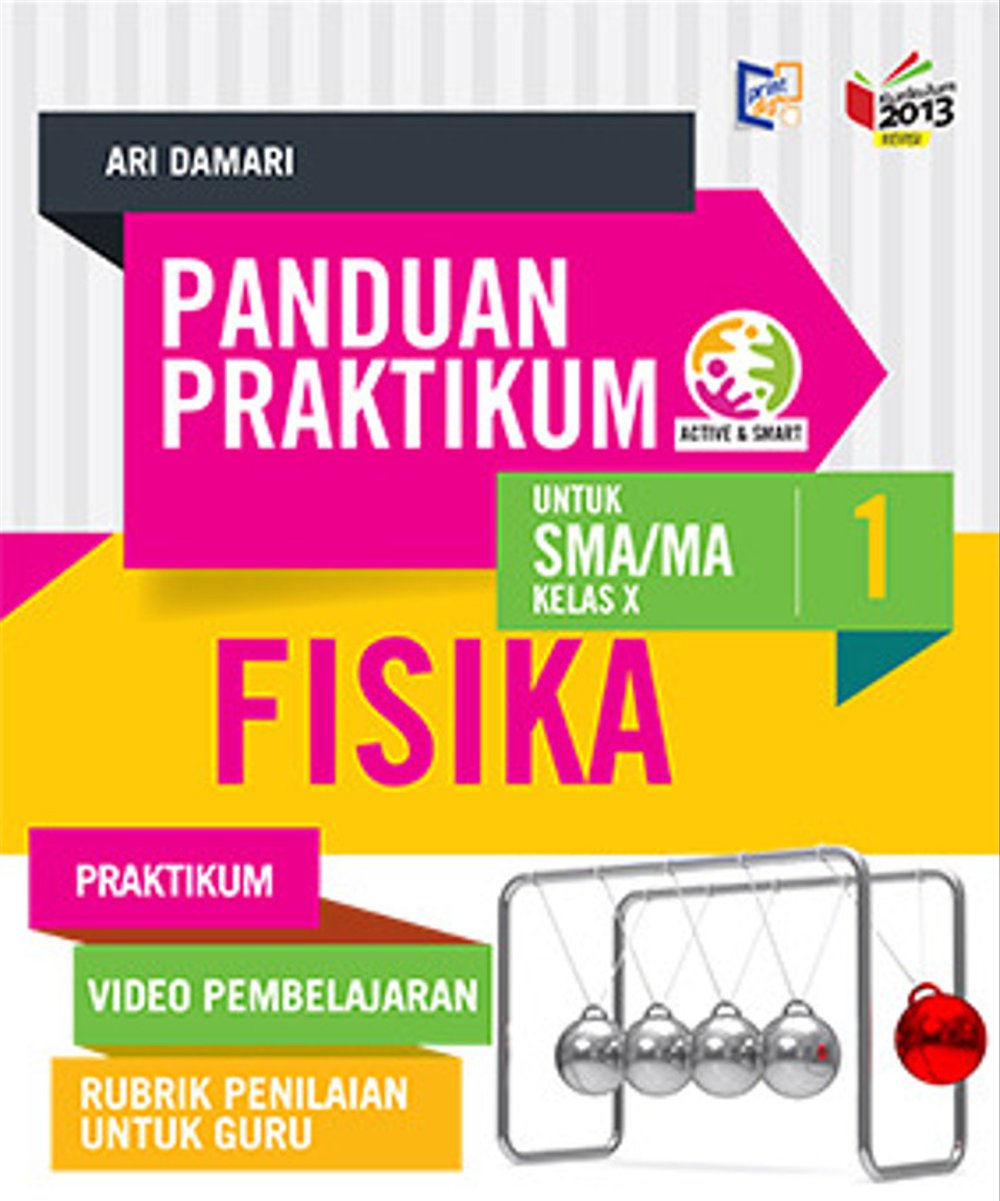 Kurikulum
2013
REVISI
ARI DAMARI
PANDUAN
PRAKTIKUM
ACTIVE & SMART
UNTUK
SMA/MA
KELAS X
1
FISIKA
PRAKTIKUM
VIDEO PEMBELAJARAN
RUBRIK PENILAIAN
UNTUK GURU